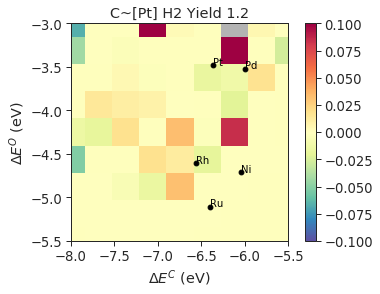 C~[Pt] H2 Yield 1.2
−3.0
−3.5
−4.0
−4.5
−5.0
−5.5
ΔE^O (eV)
Pt
Pd
Rh
Ni
Ru
−8.0 −7.5 −7.0 −6.5 −6.0 −5.5
ΔE^C (eV)
0.100
0.075
0.050
0.025
0.000
−0.025
−0.050
−0.075
−0.100